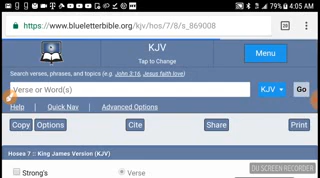 79% 4:05 AM
https://www.blueletterbible.org/kjv/hos/7/8/s_869008
KJV
Tap to Change
Menu
Search verses, phrases, and topics (e.g. John 3:16, Jesus faith love)
Verse or Word(s)
KJV
Go
Help | Quick Nav | Advanced Options
Copy Options Cite Share Print
Hosea 7 :: King James Version (KJV)
Strong's Verse
DU SCREEN RECORDER